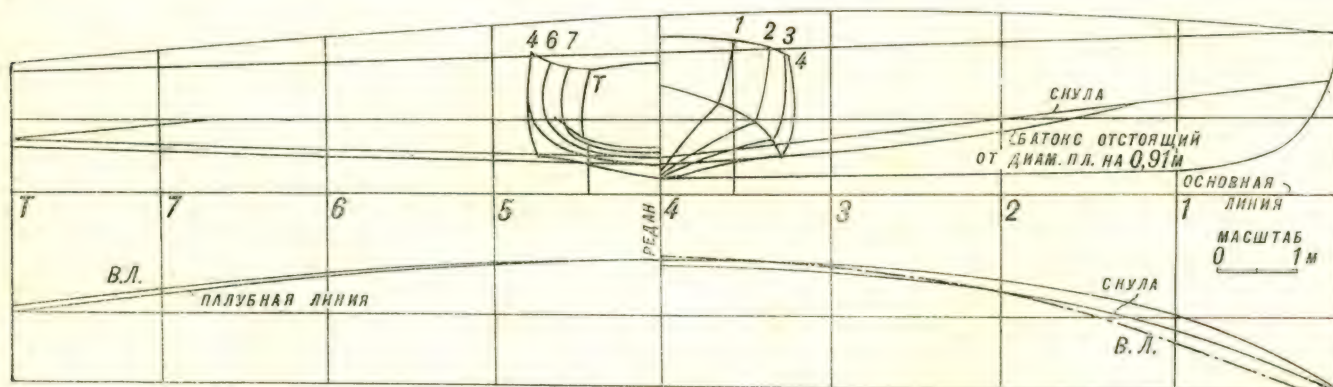 4 6 7
Т
1
2
3
4
СКУЛА
БАТОКС ОТСТОЯЩИЙ
ОТ ДИАМ. ПЛ. НА 0,91 м
ОСНОВНАЯ
ЛИНИЯ
Т 7 6 5 4 3 2 1
РЕДАН
МАСШТАБ
0 1 м
В.Л.
ПАЛУБНАЯ ЛИНИЯ
СКУЛА
В.Л.